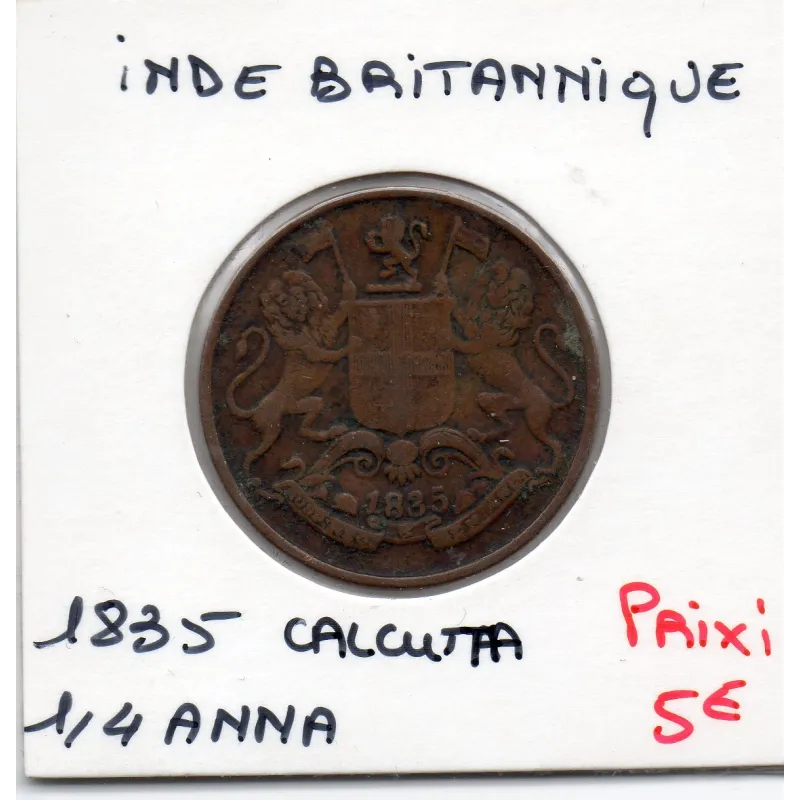 iNDE BRiTANNiQUE
1835
1835 CALCUTTA
1/4 ANNA
PRiX:
5€